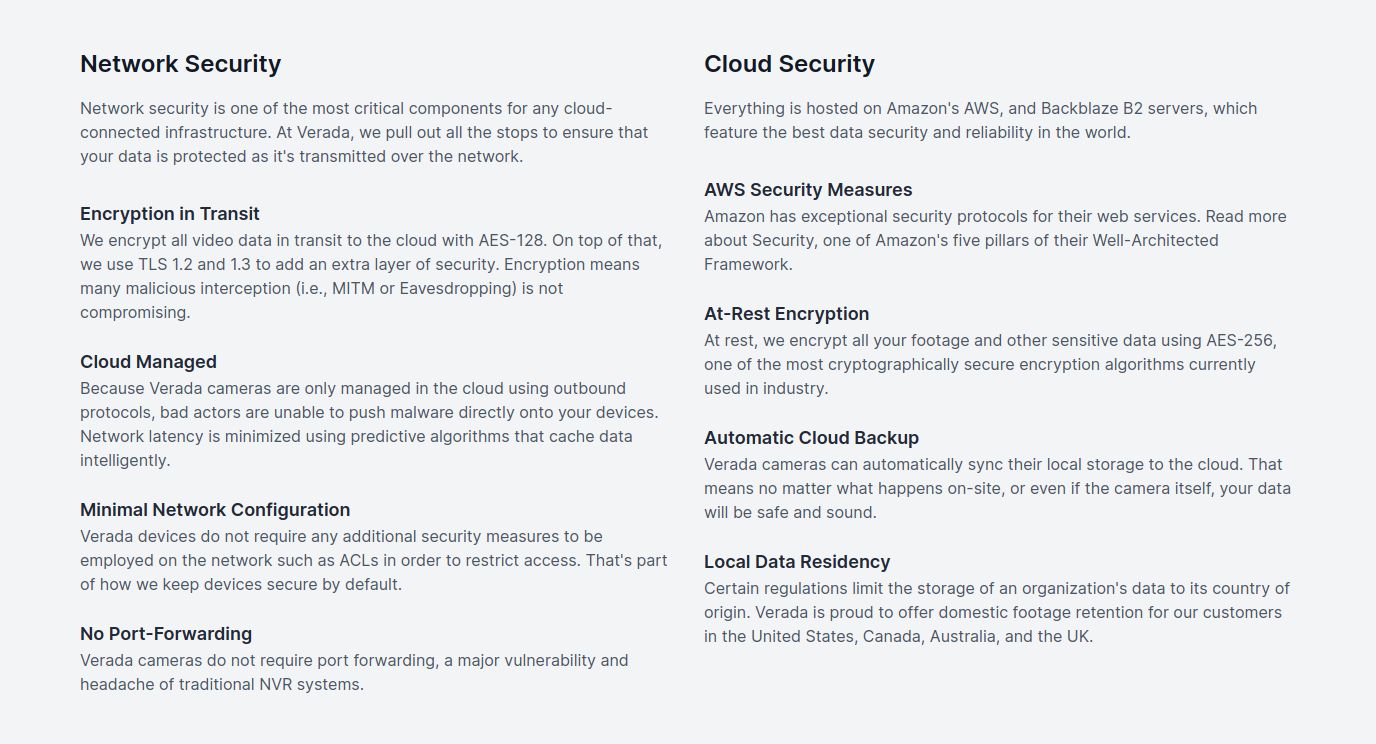 Network Security
Network security is one of the most critical components for any cloud-
connected infrastructure. At Verada, we pull out all the stops to ensure that
your data is protected as it's transmitted over the network.
Encryption in Transit
We encrypt all video data in transit to the cloud with AES-128. On top of that,
we use TLS 1.2 and 1.3 to add an extra layer of security. Encryption means
many malicious interception (i.e., MITM or Eavesdropping) is not
compromising.
Cloud Managed
Because Verada cameras are only managed in the cloud using outbound
protocols, bad actors are unable to push malware directly onto your devices.
Network latency is minimized using predictive algorithms that cache data
intelligently.
Minimal Network Configuration
Verada devices do not require any additional security measures to be
employed on the network such as ACLs in order to restrict access. That's part
of how we keep devices secure by default.
No Port-Forwarding
Verada cameras do not require port forwarding, a major vulnerability and
headache of traditional NVR systems.
Cloud Security
Everything is hosted on Amazon's AWS, and Backblaze B2 servers, which
feature the best data security and reliability in the world.
AWS Security Measures
Amazon has exceptional security protocols for their web services. Read more
about Security, one of Amazon's five pillars of their Well-Architected
Framework.
At-Rest Encryption
At rest, we encrypt all your footage and other sensitive data using AES-256,
one of the most cryptographically secure encryption algorithms currently
used in industry.
Automatic Cloud Backup
Verada cameras can automatically sync their local storage to the cloud. That
means no matter what happens on-site, or even if the camera itself, your data
will be safe and sound.
Local Data Residency
Certain regulations limit the storage of an organization's data to its country of
origin. Verada is proud to offer domestic footage retention for our customers
in the United States, Canada, Australia, and the UK.